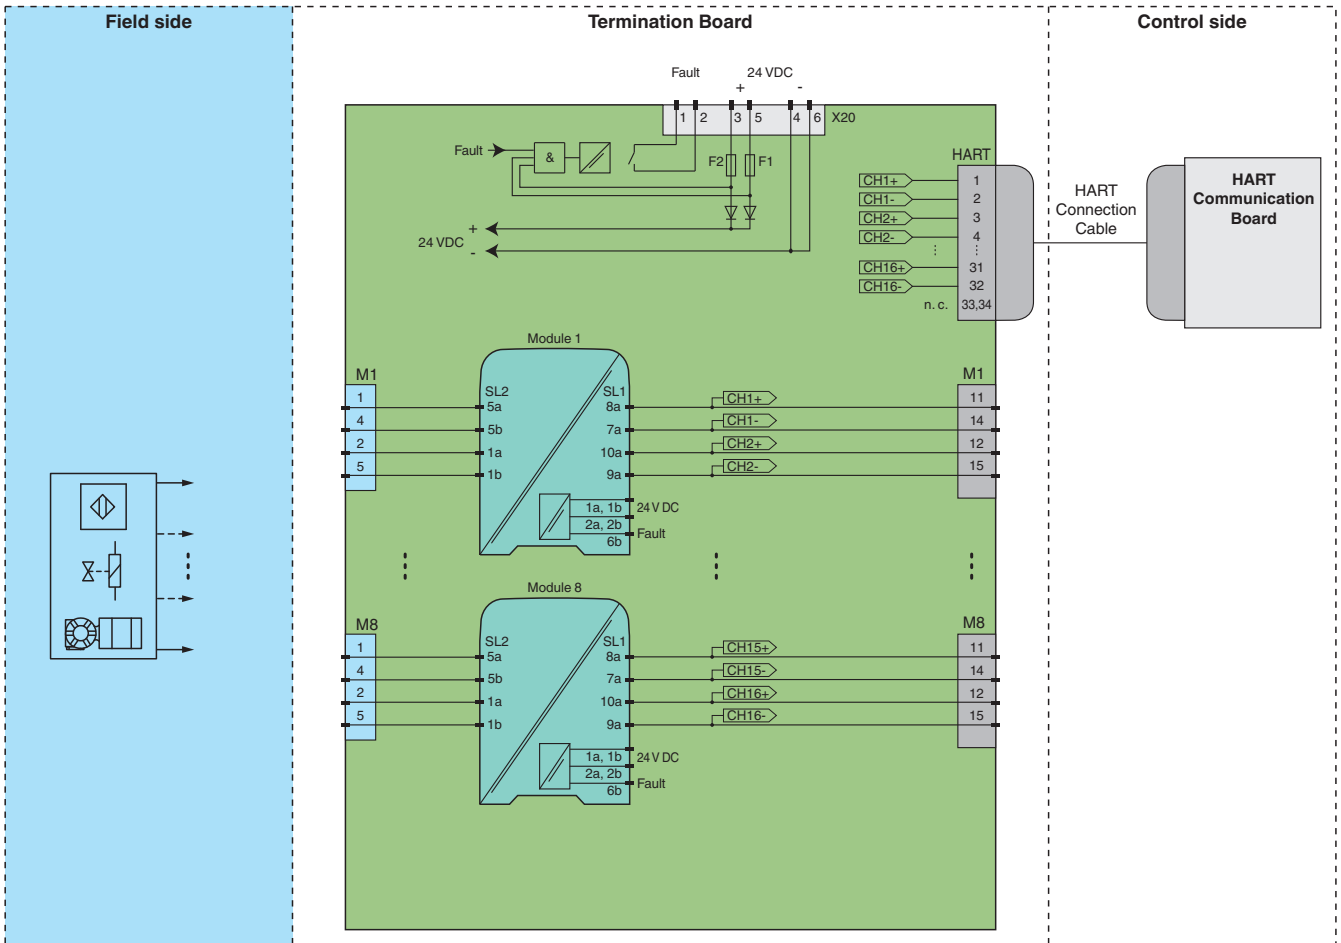 Field side
Termination Board
Control side
Fault
24 VDC
+
-
1 2 3 5 4 6 X20
Fault
&
F2
F1
+
24 VDC
-
HART
CH1+ 1
CH1- 2
CH2+ 3
CH2- 4
CH16+ 31
CH16- 32
n. c. 33,34
HART
Connection
Cable
HART
Communication
Board
Module 1
M1
1
4
2
5
SL2
5a
5b
1a
1b
SL1
8a
7a
10a
9a
1a, 1b 24 V DC
2a, 2b
Fault
6b
CH1+
CH1-
CH2+
CH2-
M1
11
14
12
15
Module 8
M8
1
4
2
5
SL2
5a
5b
1a
1b
SL1
8a
7a
10a
9a
1a, 1b 24 V DC
2a, 2b
Fault
6b
CH15+
CH15-
CH16+
CH16-
M8
11
14
12
15